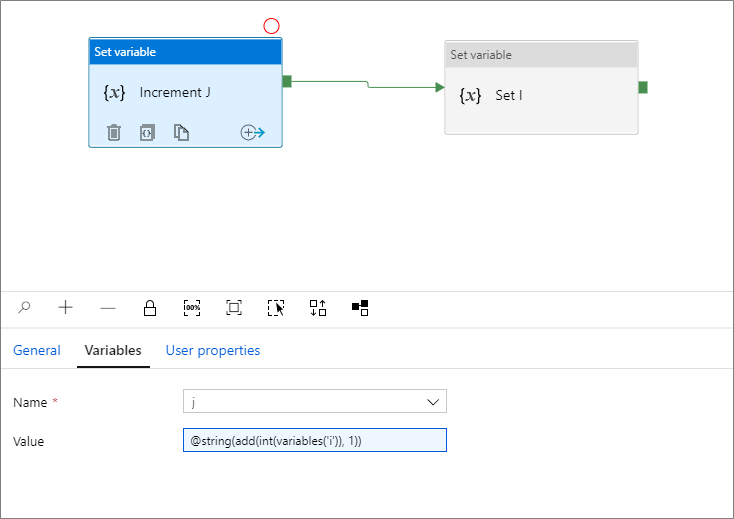 Set variable
{x} Increment J
Set variable
{x} Set I
{}
100%
General Variables User properties
Name * j
Value @string(add(int(variables('i')), 1))